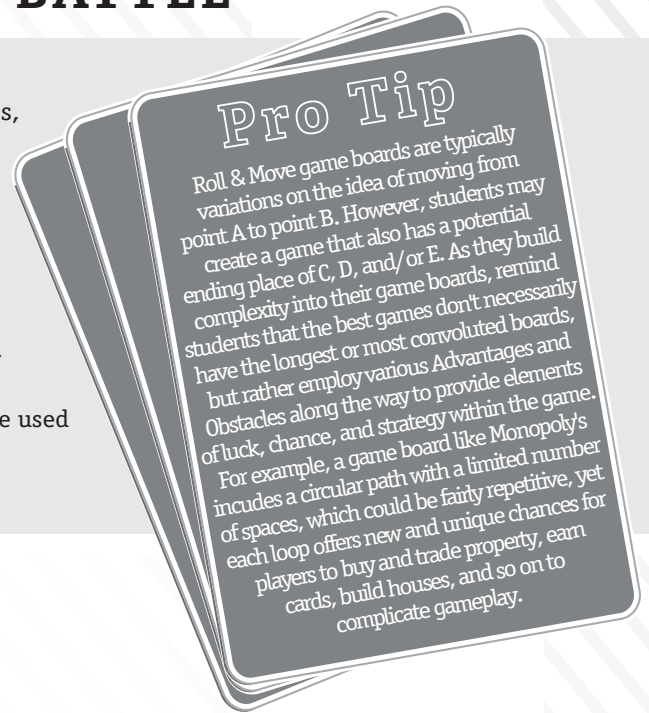 BATTLE
s,
e used
Pro Tip
Roll & Move game boards are typically
variations on the idea of moving from
point A to point B. However, students may
create a game that also has a potential
ending place of C, D, and/or E. As they build
complexity into their game boards, remind
students that the best games don't necessarily
have the longest or most convoluted boards,
but rather employ various Advantages and
Obstacles along the way to provide elements
of luck, chance, and strategy within the game.
For example, a game board like Monopoly's
incudes a circular path with a limited number
of spaces, which could be fairly repetitive, yet
each loop offers new and unique chances for
players to buy and trade property, earn
cards, build houses, and so on to
complicate gameplay.